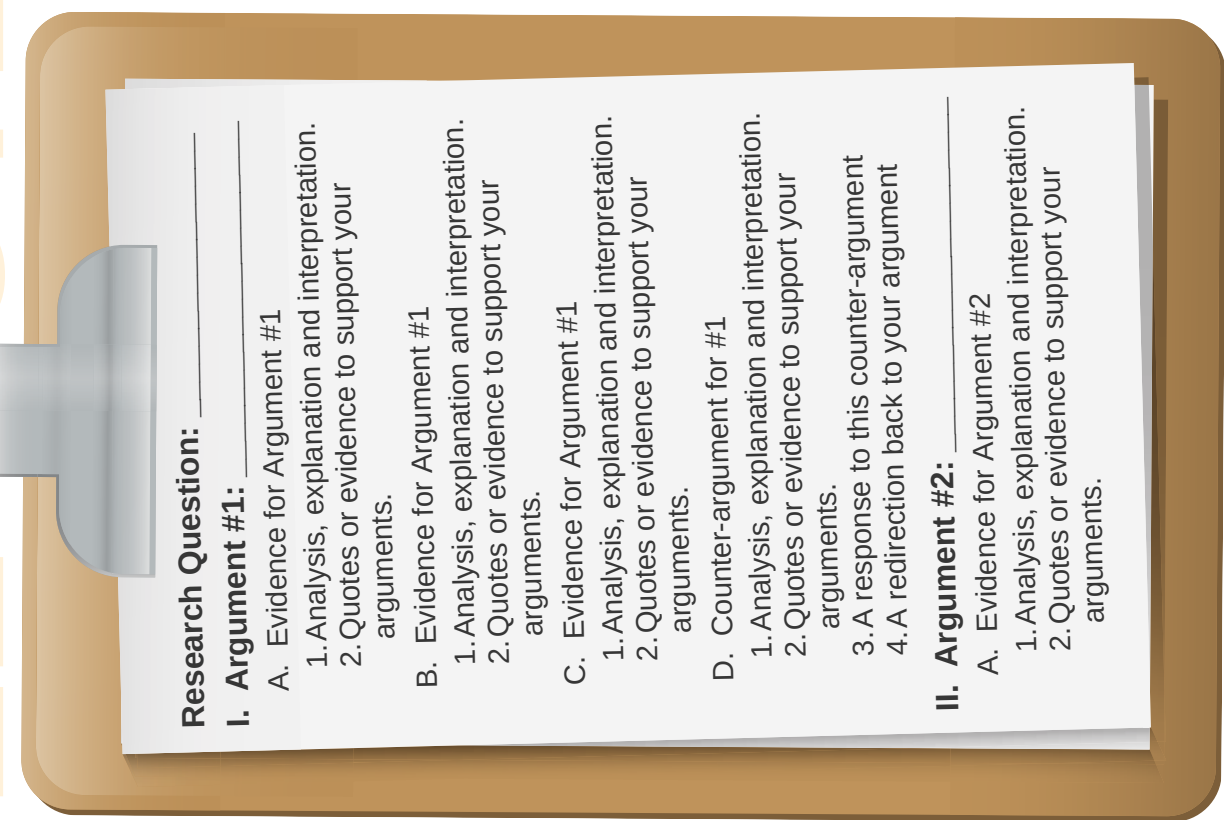 Research Question: ________________
I. Argument #1: ____________________
A. Evidence for Argument #1
1. Analysis, explanation and interpretation.
2. Quotes or evidence to support your
arguments.
B. Evidence for Argument #1
1. Analysis, explanation and interpretation.
2. Quotes or evidence to support your
arguments.
C. Evidence for Argument #1
1. Analysis, explanation and interpretation.
2. Quotes or evidence to support your
arguments.
D. Counter-argument for #1
1. Analysis, explanation and interpretation.
2. Quotes or evidence to support your
arguments.
3. A response to this counter-argument
4. A redirection back to your argument
II. Argument #2: ____________________
A. Evidence for Argument #2
1. Analysis, explanation and interpretation.
2. Quotes or evidence to support your
arguments.